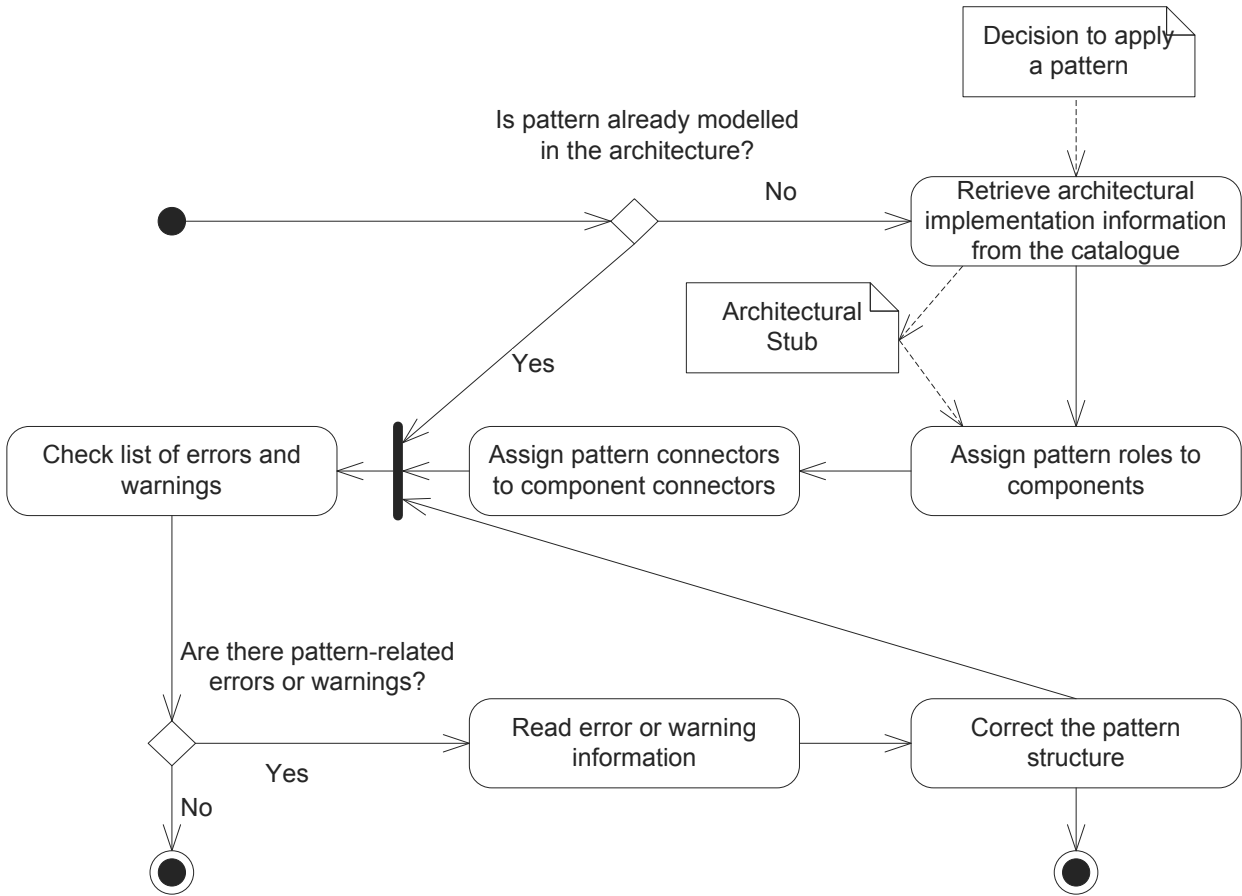 Decision to apply
a pattern
Is pattern already modelled
in the architecture?
No
Retrieve architectural
implementation information
from the catalogue
Architectural
Stub
Yes
Check list of errors and
warnings
Assign pattern connectors
to component connectors
Assign pattern roles to
components
Are there pattern-related
errors or warnings?
Read error or warning
information
Correct the pattern
structure
Yes
No